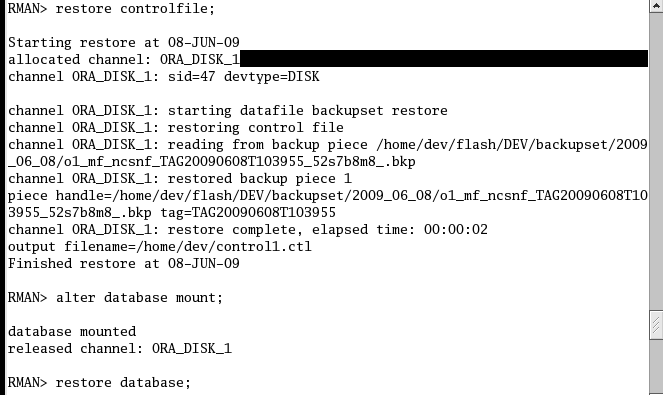 RMAN> restore controlfile;
Starting restore at 08-JUN-09
allocated channel: ORA_DISK_1
channel ORA_DISK_1: sid=47 devtype=DISK
channel ORA_DISK_1: starting datafile backupset restore
channel ORA_DISK_1: restoring control file
channel ORA_DISK_1: reading from backup piece /home/dev/flash/DEV/backupset/2009
_06_08/o1_mf_ncsnf_TAG20090608T103955_52s7b8m8_.bkp
channel ORA_DISK_1: restored backup piece 1
piece handle=/home/dev/flash/DEV/backupset/2009_06_08/o1_mf_ncsnf_TAG20090608T10
3955_52s7b8m8_.bkp tag=TAG20090608T103955
channel ORA_DISK_1: restore complete, elapsed time: 00:00:02
output filename=/home/dev/control1.ctl
Finished restore at 08-JUN-09
RMAN> alter database mount;
database mounted
released channel: ORA_DISK_1
RMAN> restore database;